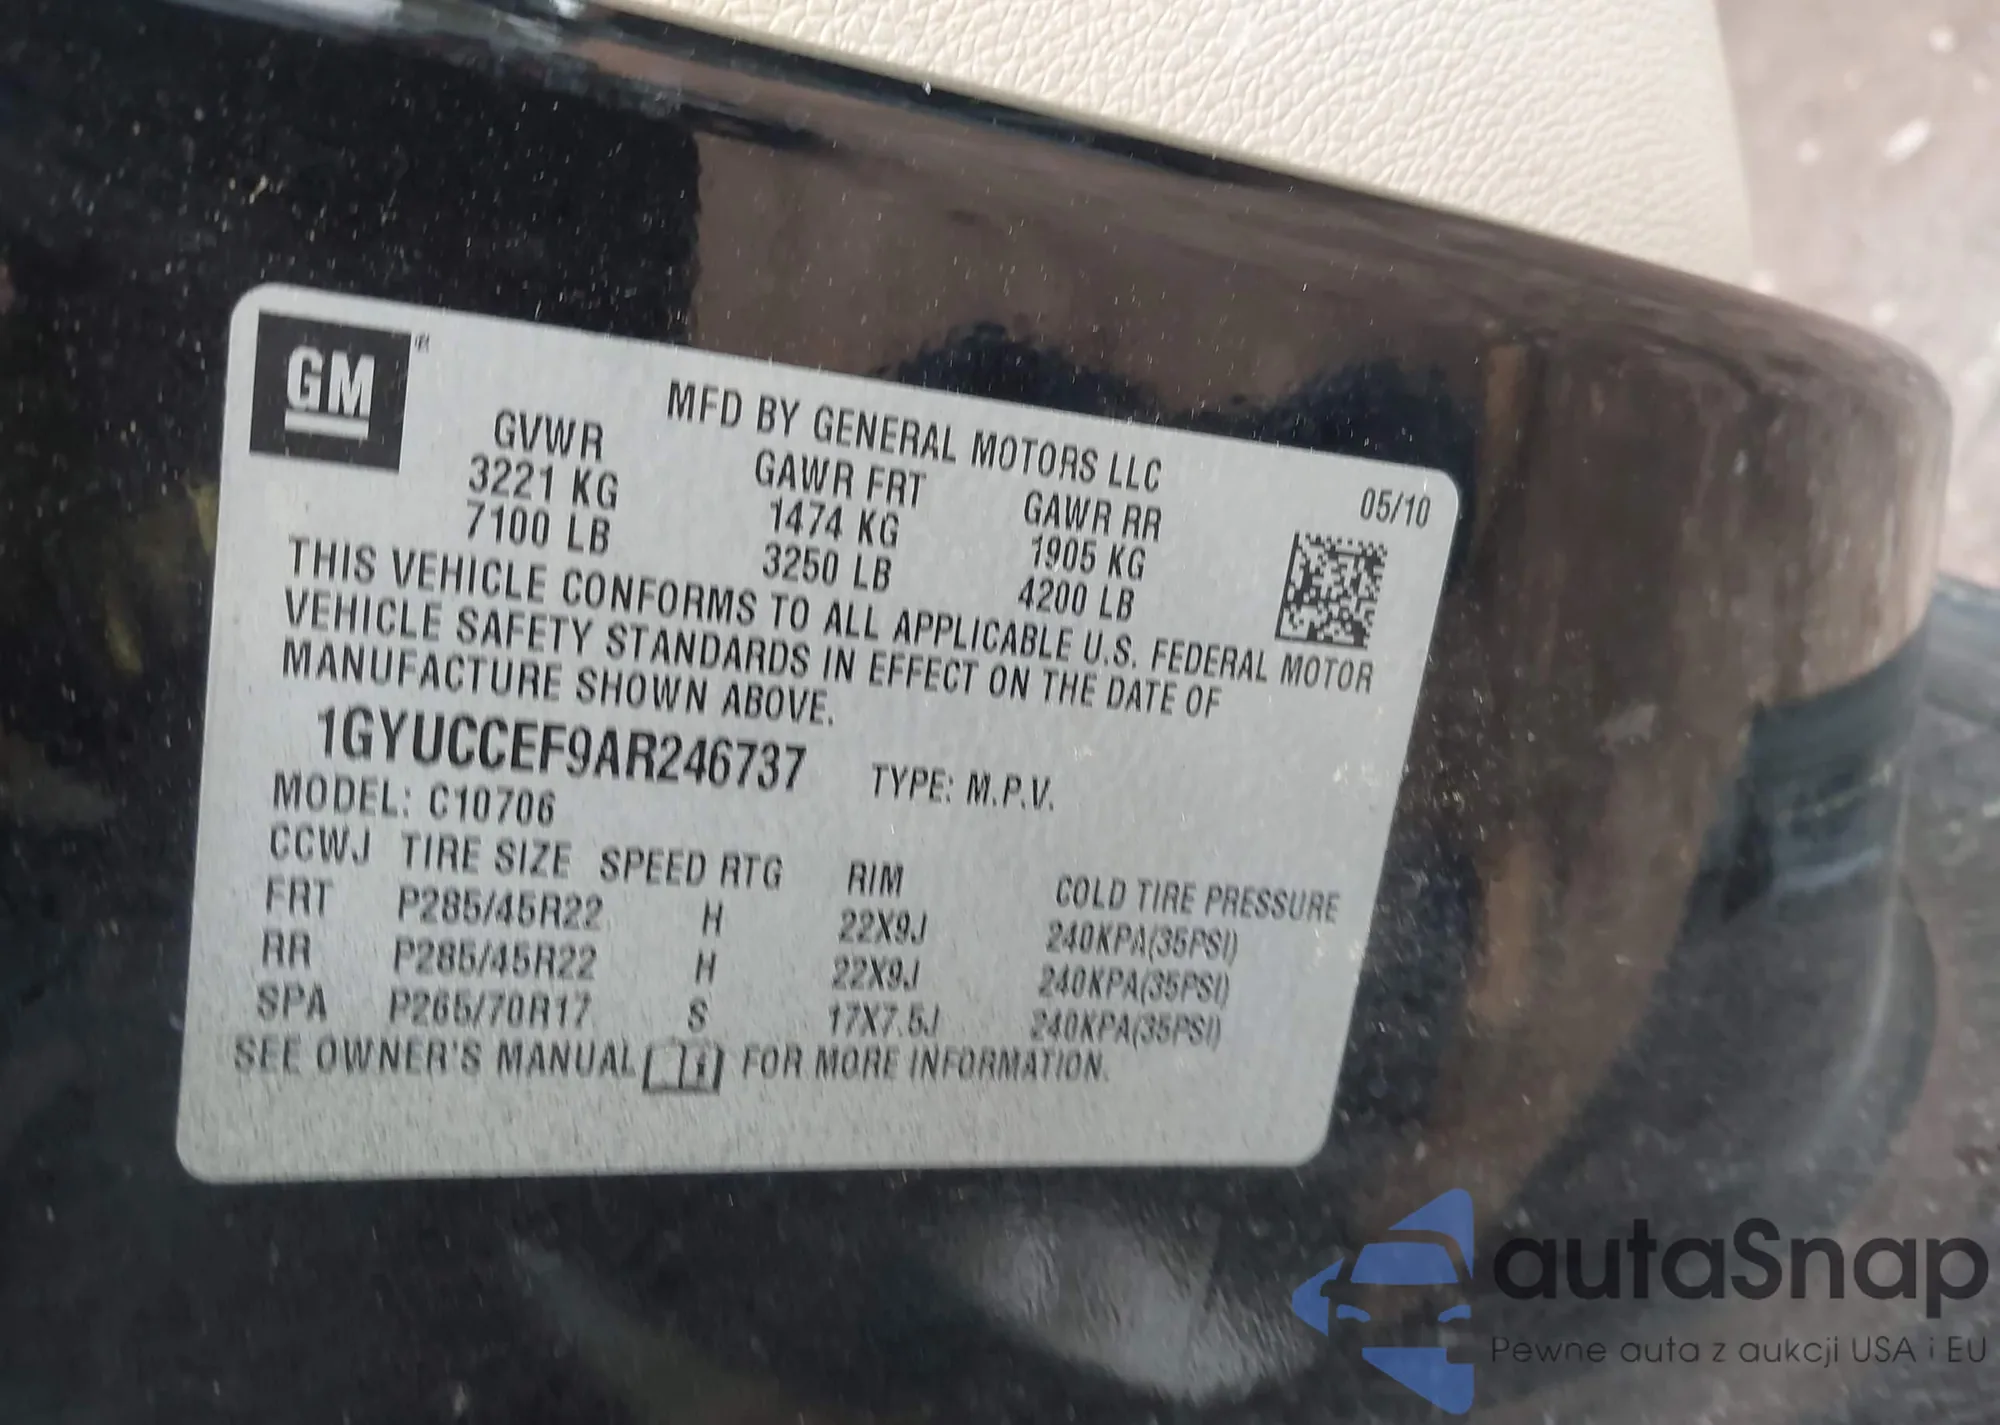 GM
MFD BY GENERAL MOTORS LLC
05/10
GVWR GAWR FRT GAWR RR
3221 KG 1474 KG 1905 KG
7100 LB 3250 LB 4200 LB
THIS VEHICLE CONFORMS TO ALL APPLICABLE U.S. FEDERAL MOTOR
VEHICLE SAFETY STANDARDS IN EFFECT ON THE DATE OF
MANUFACTURE SHOWN ABOVE.
1GYUCCEF9AR246737 TYPE: M.P.V.
MODEL: C10706
CCWJ TIRE SIZE SPEED RTG RIM COLD TIRE PRESSURE
FRT P285/45R22 H 22X9J 240KPA(35PSI)
RR P285/45R22 H 22X9J 240KPA(35PSI)
SPA P265/70R17 S 17X7.5J 240KPA(35PSI)
SEE OWNER'S MANUAL FOR MORE INFORMATION.
autaSnap
Pewne auta z aukcji USA i EU